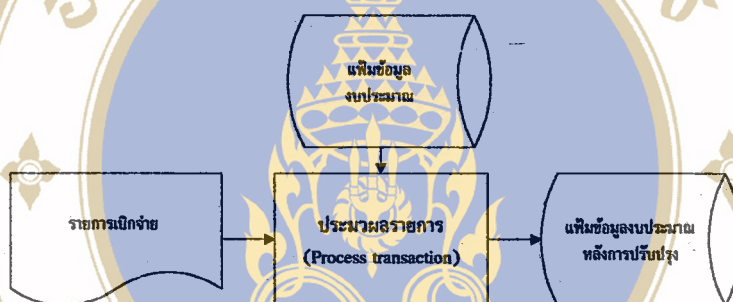 แฟ้มข้อมูล
งบประมาณ
รายการเบิกจ่าย
ประมวผลรายการ
(Process transaction)
แฟ้มข้อมูลงบประมาณ
หลังการปรับปรุง